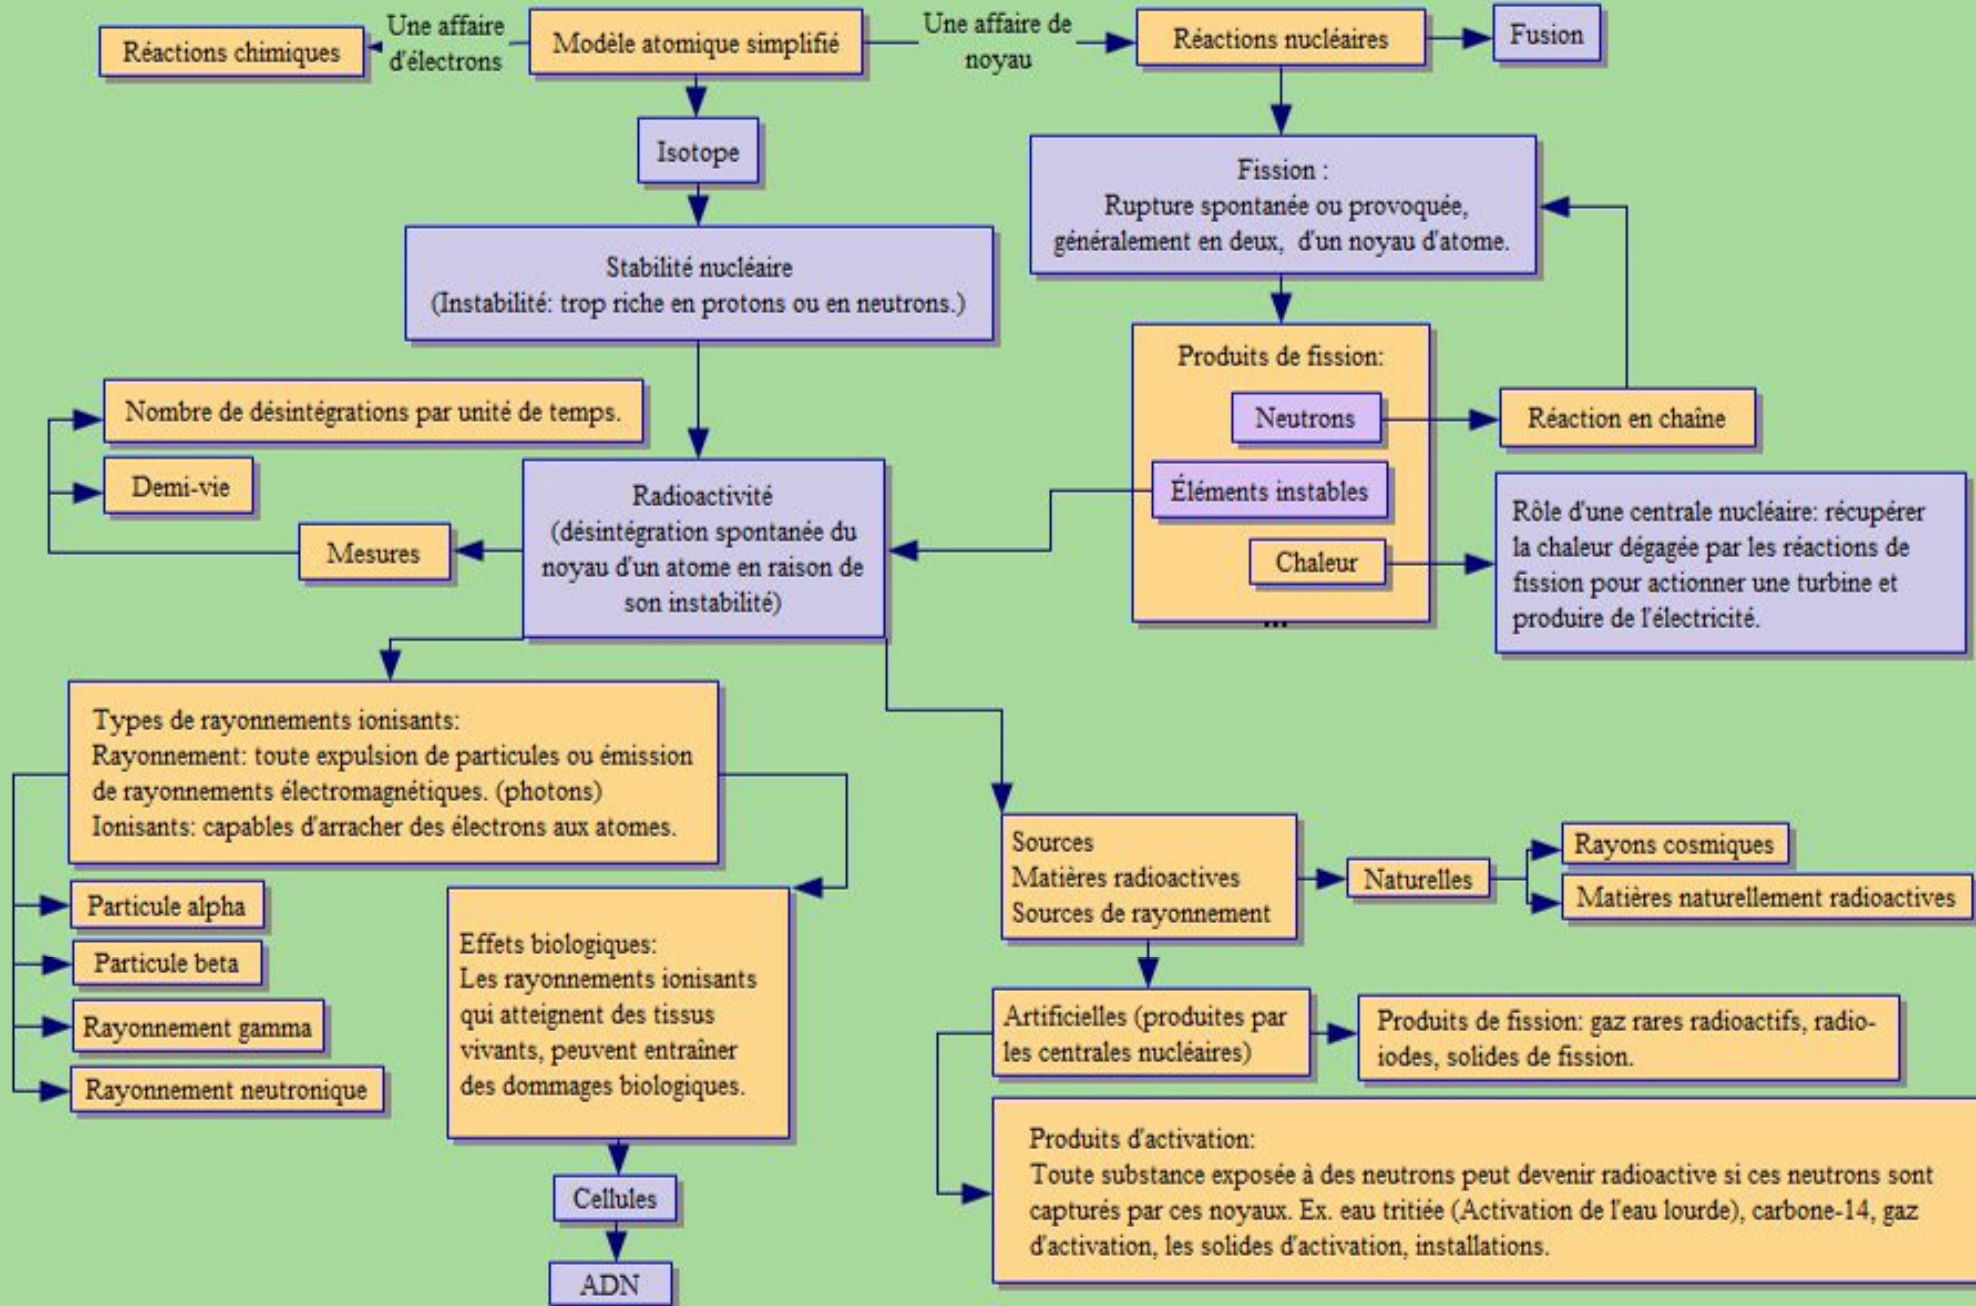 Réactions chimiques
Une affaire
d'électrons
Modèle atomique simplifié
Une affaire de
noyau
Réactions nucléaires
Fusion
Isotope
Stabilité nucléaire
(Instabilité: trop riche en protons ou en neutrons.)
Fission :
Rupture spontanée ou provoquée,
généralement en deux, d'un noyau d'atome.
Produits de fission:
Neutrons
Éléments instables
Chaleur
...
Réaction en chaîne
Rôle d'une centrale nucléaire: récupérer
la chaleur dégagée par les réactions de
fission pour actionner une turbine et
produire de l'électricité.
Nombre de désintégrations par unité de temps.
Demi-vie
Mesures
Radioactivité
(désintégration spontanée du
noyau d'un atome en raison de
son instabilité)
Types de rayonnements ionisants:
Rayonnement: toute expulsion de particules ou émission
de rayonnements électromagnétiques. (photons)
Ionisants: capables d'arracher des électrons aux atomes.
Particule alpha
Particule beta
Rayonnement gamma
Rayonnement neutronique
Effets biologiques:
Les rayonnements ionisants
qui atteignent des tissus
vivants, peuvent entraîner
des dommages biologiques.
Cellules
ADN
Sources
Matières radioactives
Sources de rayonnement
Naturelles
Rayons cosmiques
Matières naturellement radioactives
Artificielles (produites par
les centrales nucléaires)
Produits de fission: gaz rares radioactifs, radio-
iodes, solides de fission.
Produits d'activation:
Toute substance exposée à des neutrons peut devenir radioactive si ces neutrons sont
capturés par ces noyaux. Ex. eau tritiée (Activation de l'eau lourde), carbone-14, gaz
d'activation, les solides d'activation, installations.